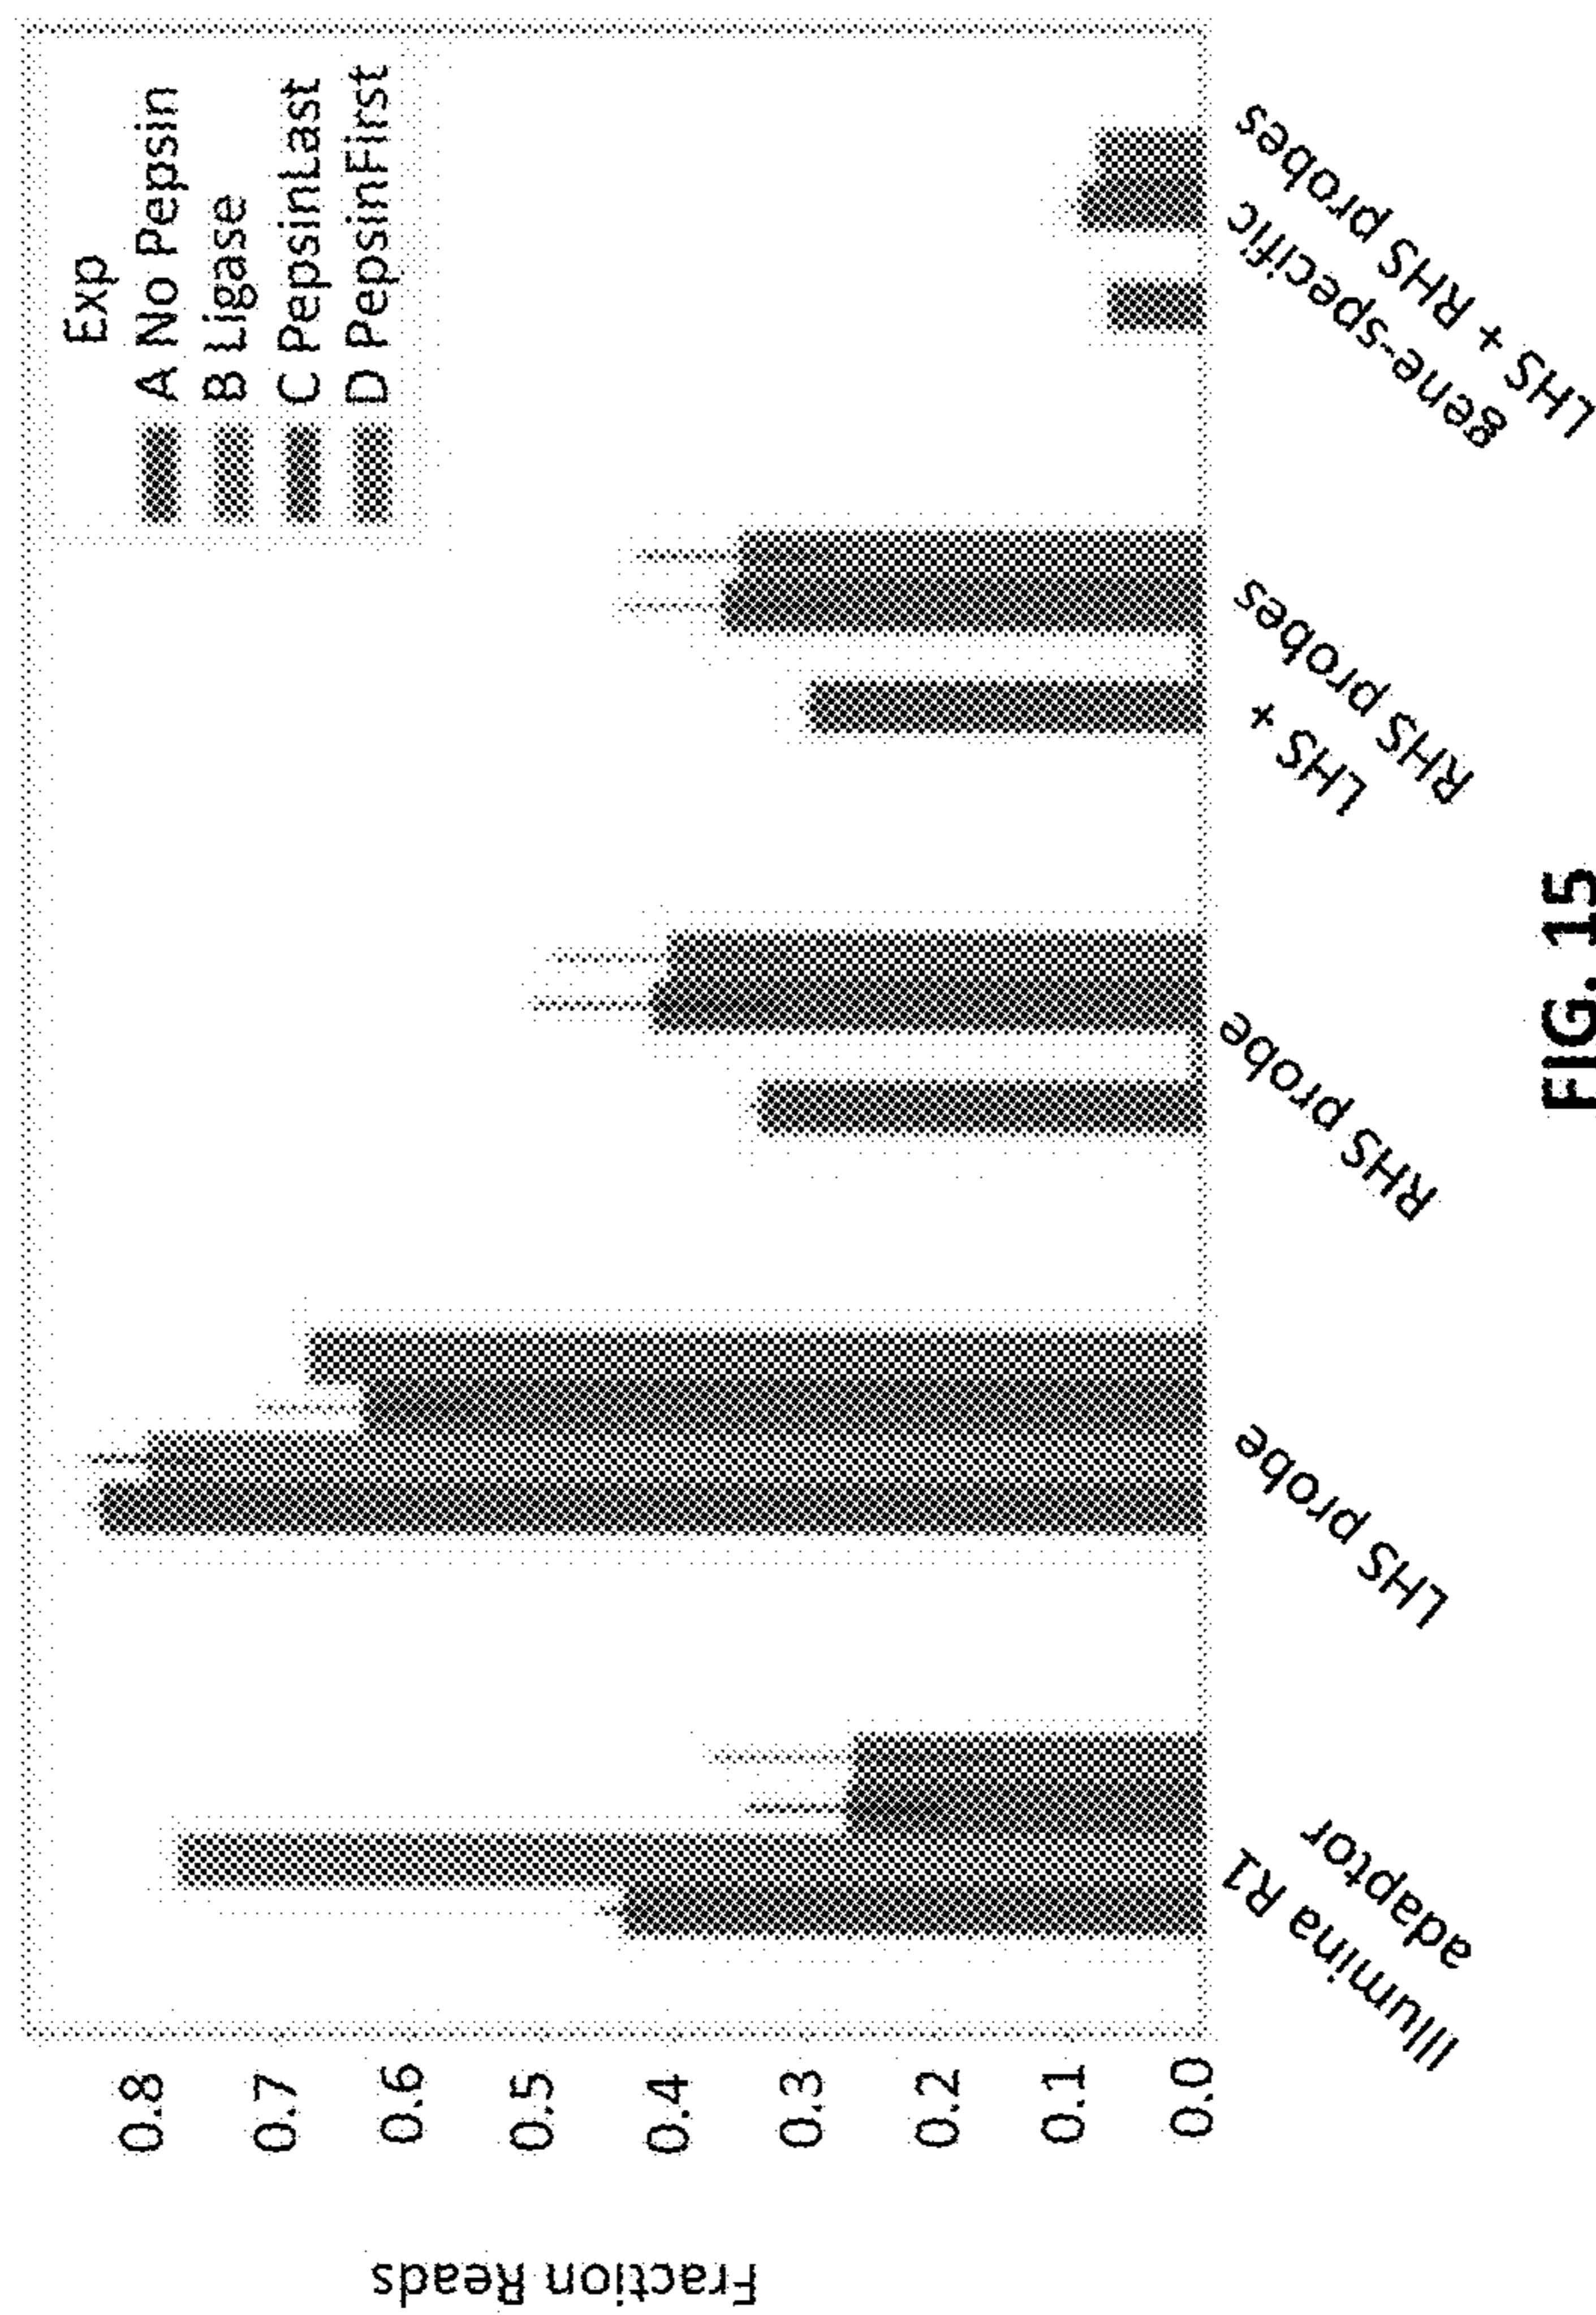 Fraction Reads
0.8
0.7
0.6
0.5
0.4
0.3
0.2
0.1
0.0
Exp
A No Pepsin
B Ligase
C PepsinLast
D PepsinFirst
Illumina R1
adaptor
LHS probe
RHS probe
LHS +
RHS probes
gene-specific
LHS + RHS probes
FIG. 15